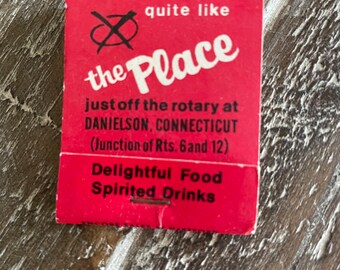 quite like
the Place
just off the rotary at
DANIELSON, CONNECTICUT
(Junction of Rts. 6 and 12)
Delightful Food
Spirited Drinks